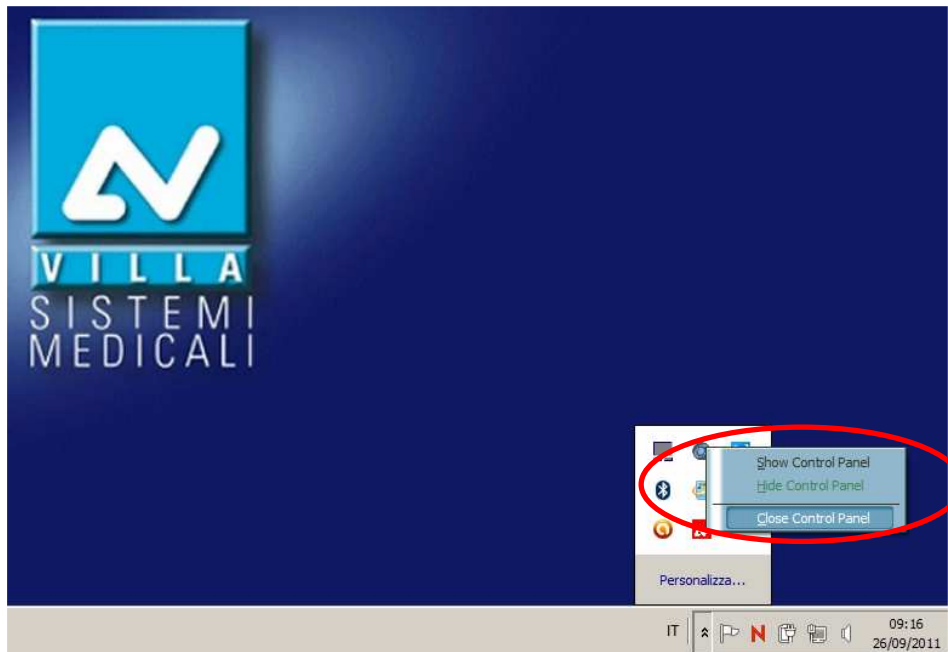 VILLA
SISTEMI
MEDICALI
Show Control Panel
Hide Control Panel
Close Control Panel
Personalizza...
IT
09:16
26/09/2011